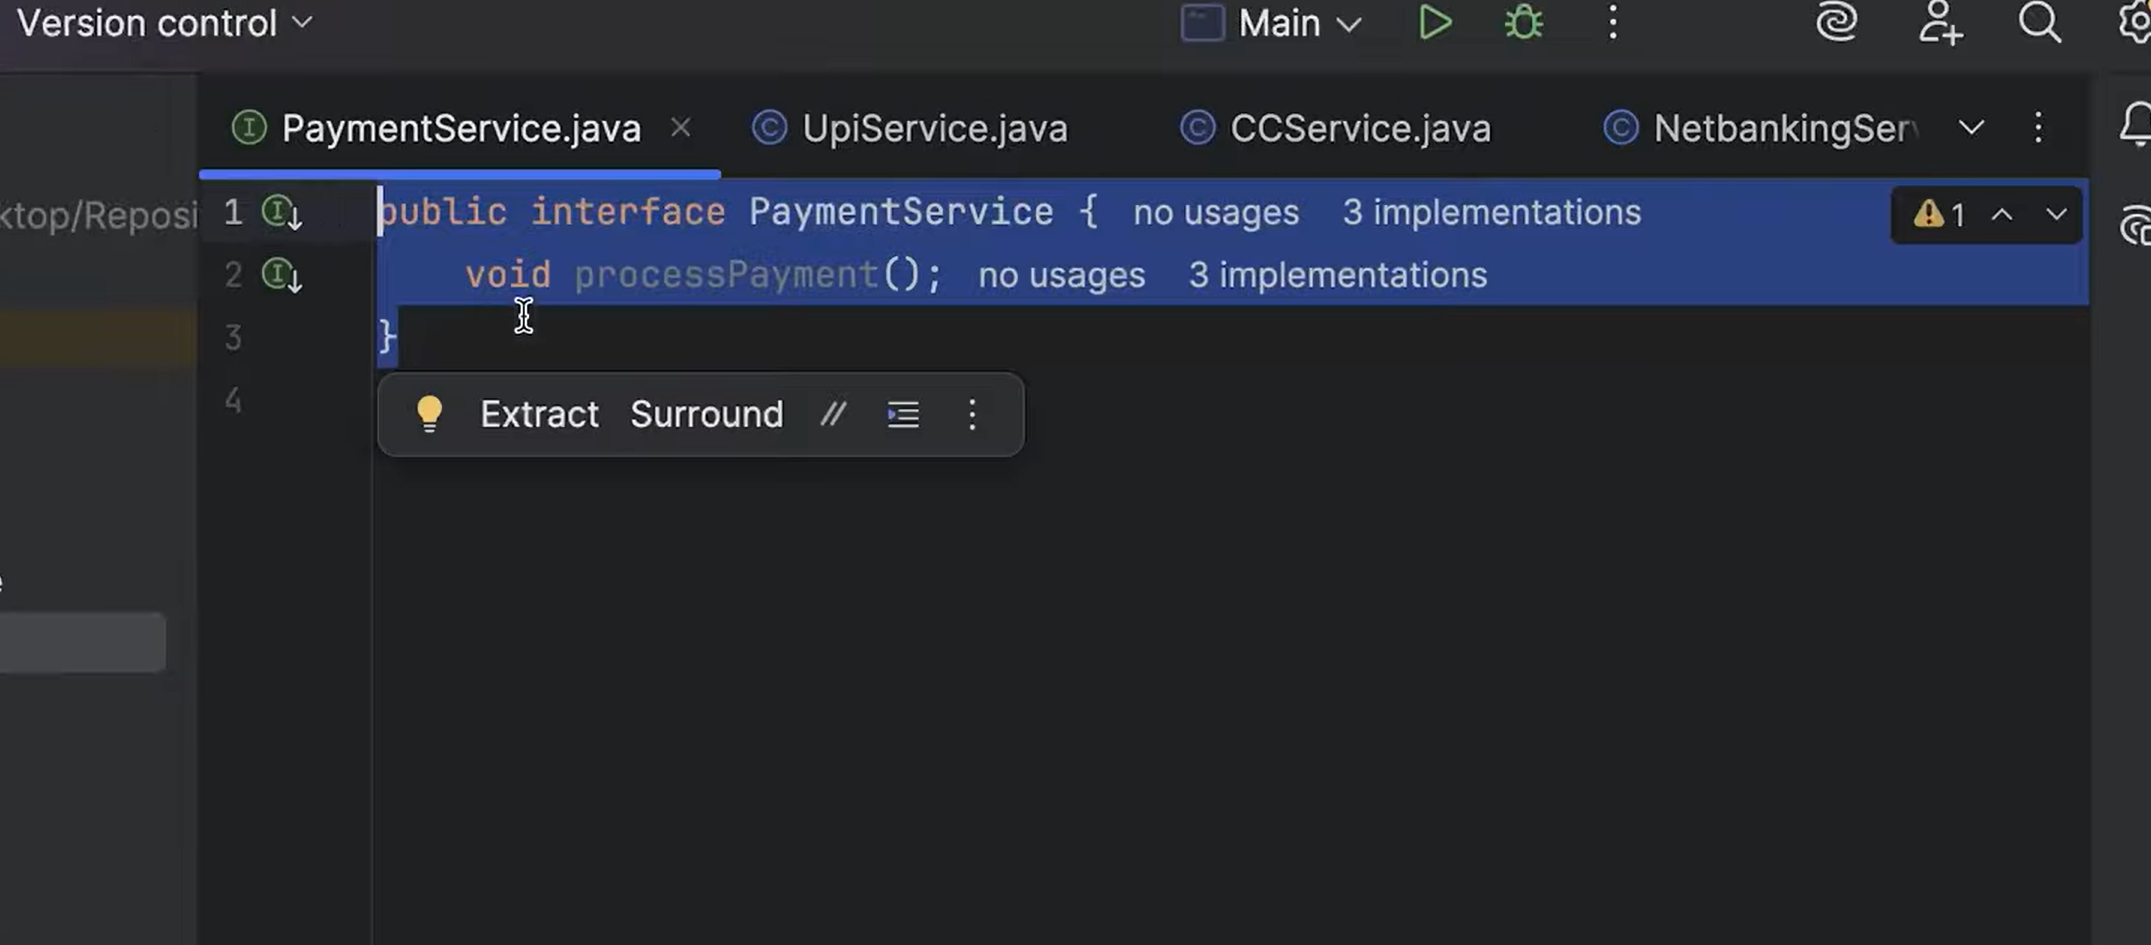 Version control
Main
PaymentService.java
UpiService.java
CCService.java
NetbankingSer
ktop/Reposi
1 public interface PaymentService { no usages 3 implementations
1
2 void processPayment(); no usages 3 implementations
3 }
4
Extract Surround //
e